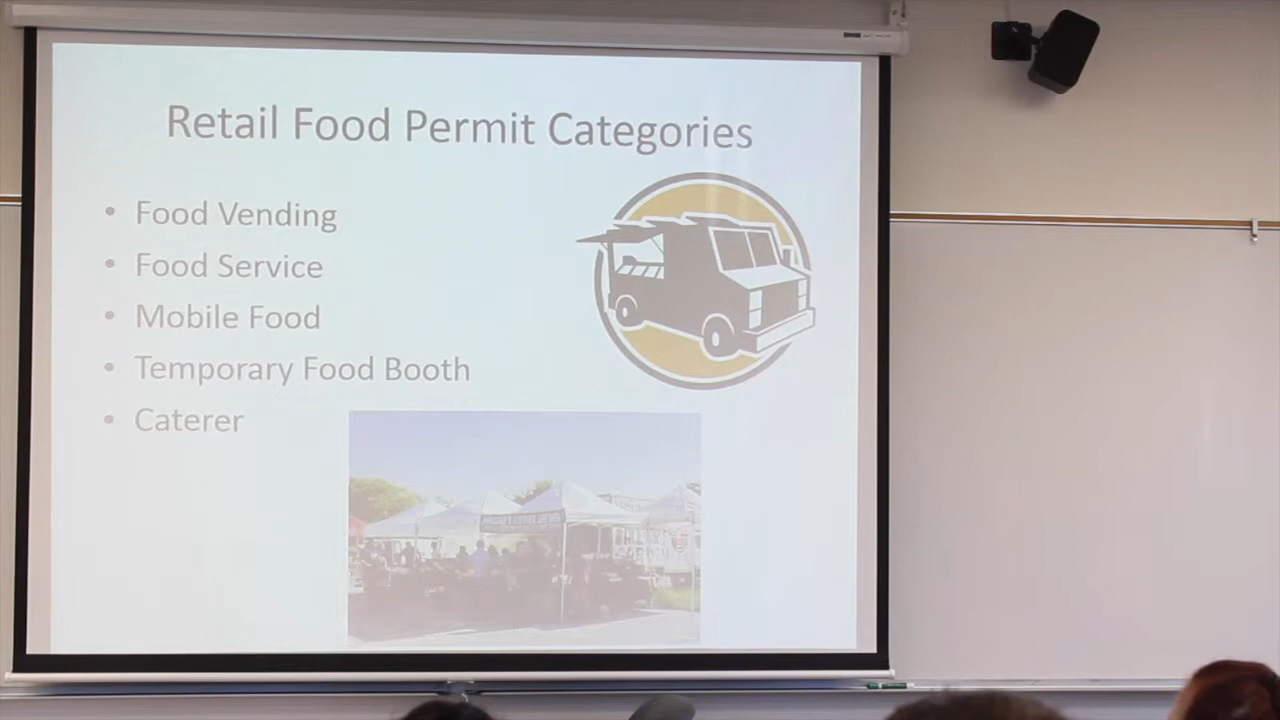 Retail Food Permit Categories
• Food Vending
• Food Service
• Mobile Food
• Temporary Food Booth
• Caterer